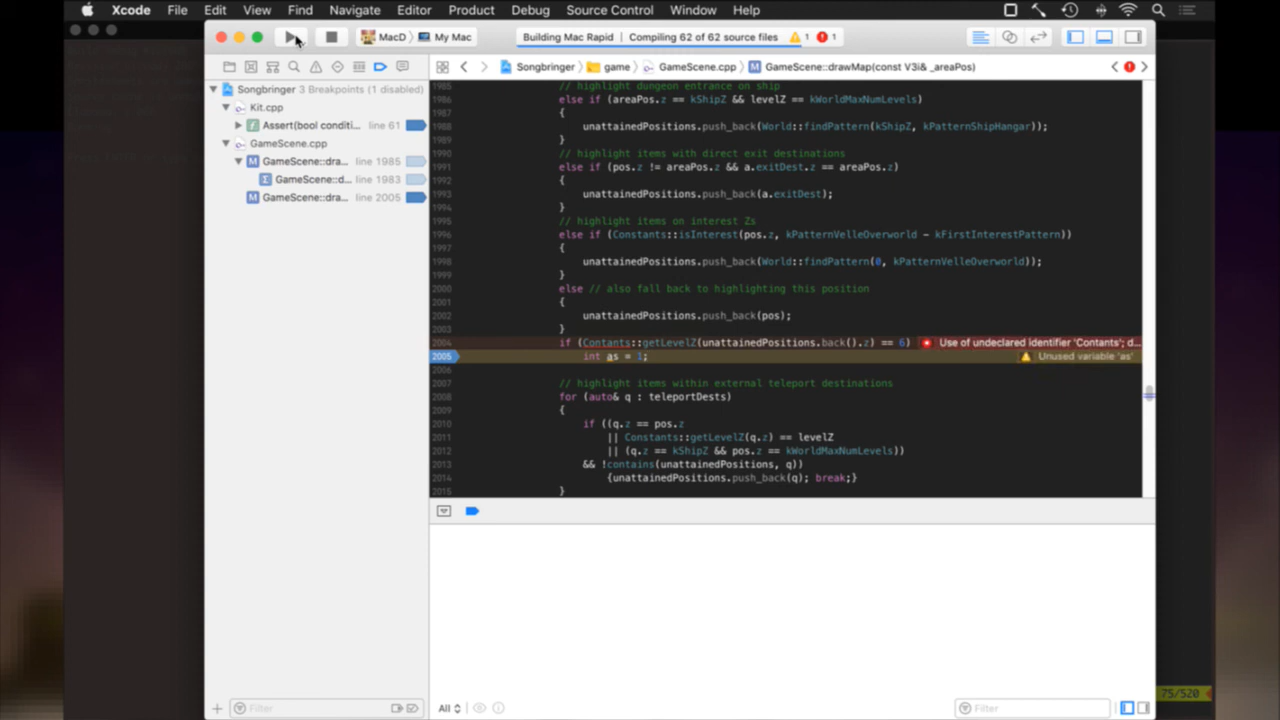 Xcode File Edit View Find Navigate Editor Product Debug Source Control Window Help
MacD My Mac
Building Mac Rapid | Compiling 62 of 62 source files 1 1
Songbringer game GameScene.cpp GameScene::drawMap(const V3i& _areaPos)
Songbringer 3 Breakpoints (1 disabled)
Kit.cpp
Assert(bool conditi... line 61
GameScene.cpp
GameScene::dra... line 1985
GameScene::d... line 1983
GameScene::dra... line 2005
1985 // highlight dungeon entrance on ship
1986 else if (areaPos.z == kShipZ && levelZ == kWorldMaxNumLevels)
1987 {
1988 unattainedPositions.push_back(World::findPattern(kShipZ, kPatternShipHangar));
1989 }
1990 // highlight items with direct exit destinations
1991 else if (pos.z != areaPos.z && a.exitDest.z == areaPos.z)
1992 {
1993 unattainedPositions.push_back(a.exitDest);
1994 }
1995 // highlight items on interest Zs
1996 else if (Constants::isInterest(pos.z, kPatternVelleOverworld - kFirstInterestPattern))
1997 {
1998 unattainedPositions.push_back(World::findPattern(0, kPatternVelleOverworld));
1999 }
2000 else // also fall back to highlighting this position
2001 {
2002 unattainedPositions.push_back(pos);
2003 }
2004 if (Contants::getLevelZ(unattainedPositions.back().z) == 6) Use of undeclared identifier 'Contants'; d...
2005 int as = 1; Unused variable 'as'
2006
2007 // highlight items within external teleport destinations
2008 for (auto& q : teleportDests)
2009 {
2010 if ((q.z == pos.z
2011 || Constants::getLevelZ(q.z) == levelZ
2012 || (q.z == kShipZ && pos.z == kWorldMaxNumLevels))
2013 && !contains(unattainedPositions, q))
2014 {unattainedPositions.push_back(q); break;}
2015 }
Filter
All
Filter
75/520